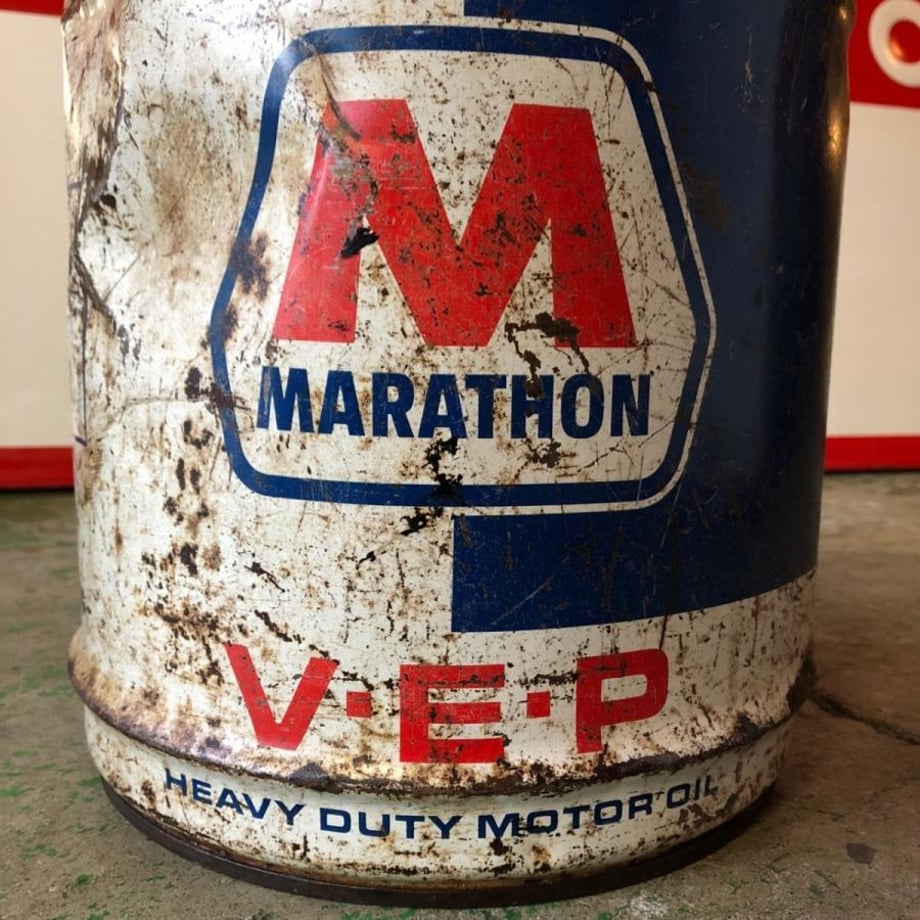 M
MARATHON
V·E·P
HEAVY DUTY MOTOR OIL